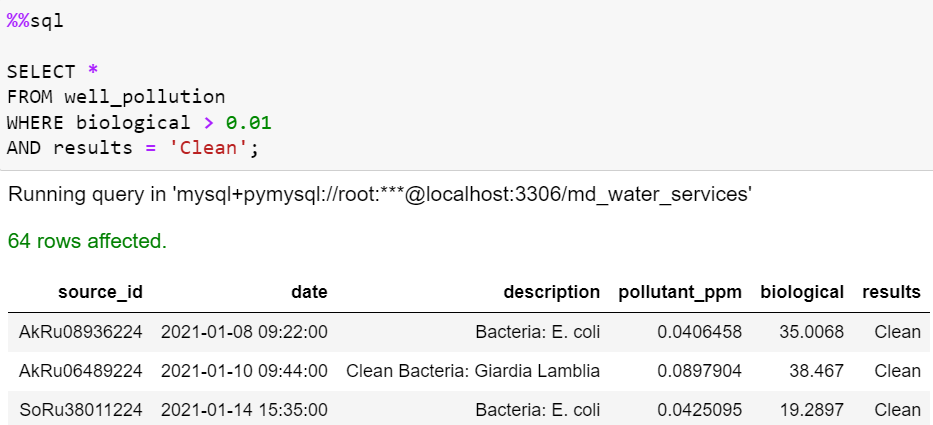 %%sql
SELECT *
FROM well_pollution
WHERE biological > 0.01
AND results = 'Clean';
Running query in 'mysql+pymysql://root:***@localhost:3306/md_water_services'
64 rows affected.
source_id date description pollutant_ppm biological results
AkRu08936224 2021-01-08 09:22:00 Bacteria: E. coli 0.0406458 35.0068 Clean
AkRu06489224 2021-01-10 09:44:00 Clean Bacteria: Giardia Lamblia 0.0897904 38.467 Clean
SoRu38011224 2021-01-14 15:35:00 Bacteria: E. coli 0.0425095 19.2897 Clean